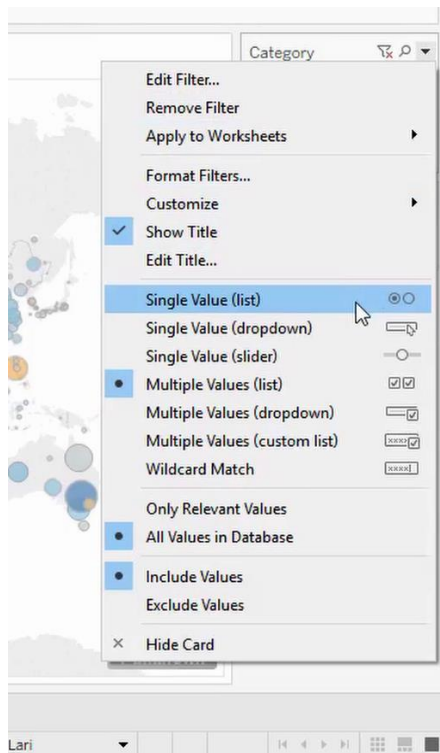 Category
Edit Filter...
Remove Filter
Apply to Worksheets
Format Filters...
Customize
Show Title
Edit Title...
Single Value (list)
Single Value (dropdown)
Single Value (slider)
Multiple Values (list)
Multiple Values (dropdown)
Multiple Values (custom list)
Wildcard Match
Only Relevant Values
All Values in Database
Include Values
Exclude Values
Hide Card
Lari